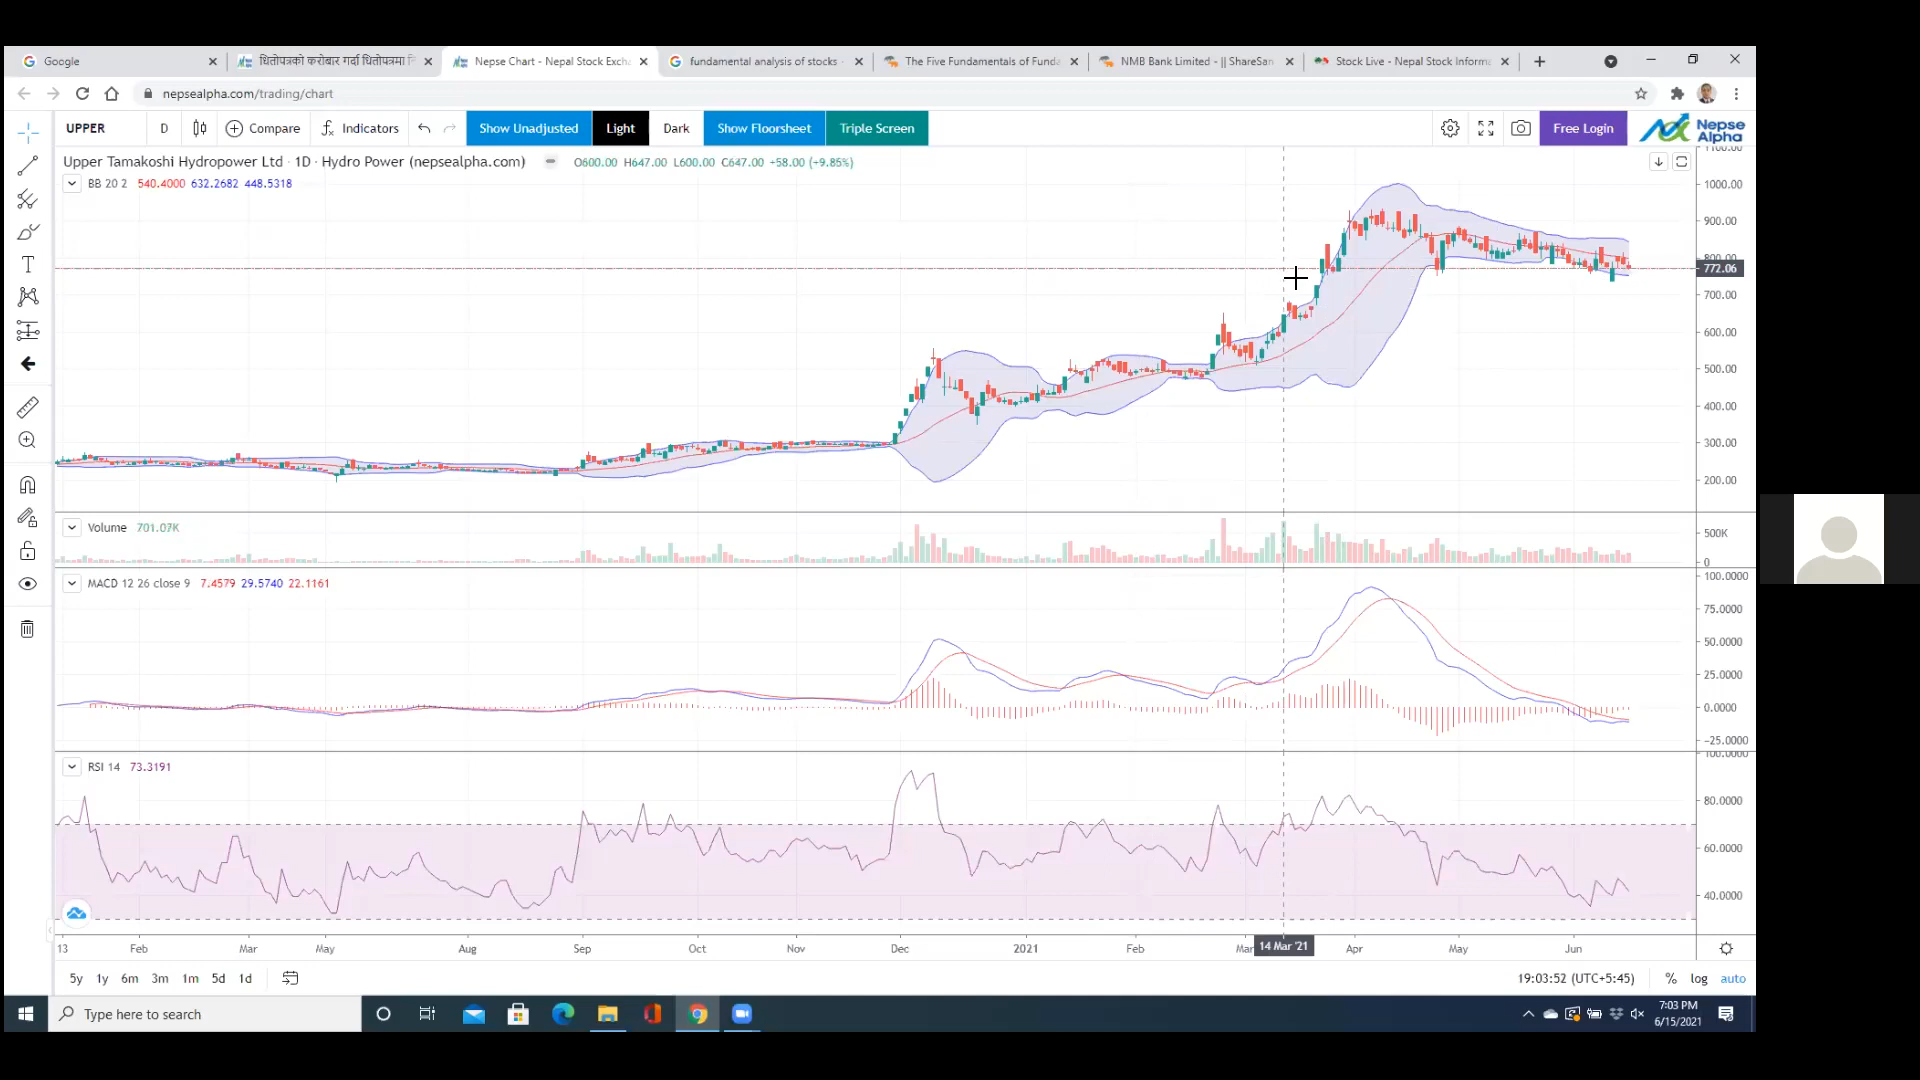 Google
धितोपत्रको करोबार गर्दा धितोपत्रमा नि
Nepse Chart - Nepal Stock Excha
fundamental analysis of stocks -
The Five Fundamentals of Funda
NMB Bank Limited - || ShareSan
Stock Live - Nepal Stock Informa
nepsealpha.com/trading/chart
UPPER
D
Compare
Indicators
Show Unadjusted
Light
Dark
Show Floorsheet
Triple Screen
Free Login
Nepse
Alpha
Upper Tamakoshi Hydropower Ltd · 1D · Hydro Power (nepsealpha.com)
O600.00 H647.00 L600.00 C647.00 +58.00 (+9.85%)
BB 20 2 540.4000 632.2682 448.5318
1100.00
1000.00
900.00
800.00
772.06
700.00
600.00
500.00
400.00
300.00
200.00
Volume 701.07K
500K
0
MACD 12 26 close 9 7.4579 29.5740 22.1161
100.0000
75.0000
50.0000
25.0000
0.0000
−25.0000
RSI 14 73.3191
100.0000
80.0000
60.0000
40.0000
13 Feb Mar May Aug Sep Oct Nov Dec 2021 Feb Mar 14 Mar '21 Apr May Jun
5y 1y 6m 3m 1m 5d 1d
19:03:52 (UTC+5:45)
% log auto
Type here to search
7:03 PM
6/15/2021